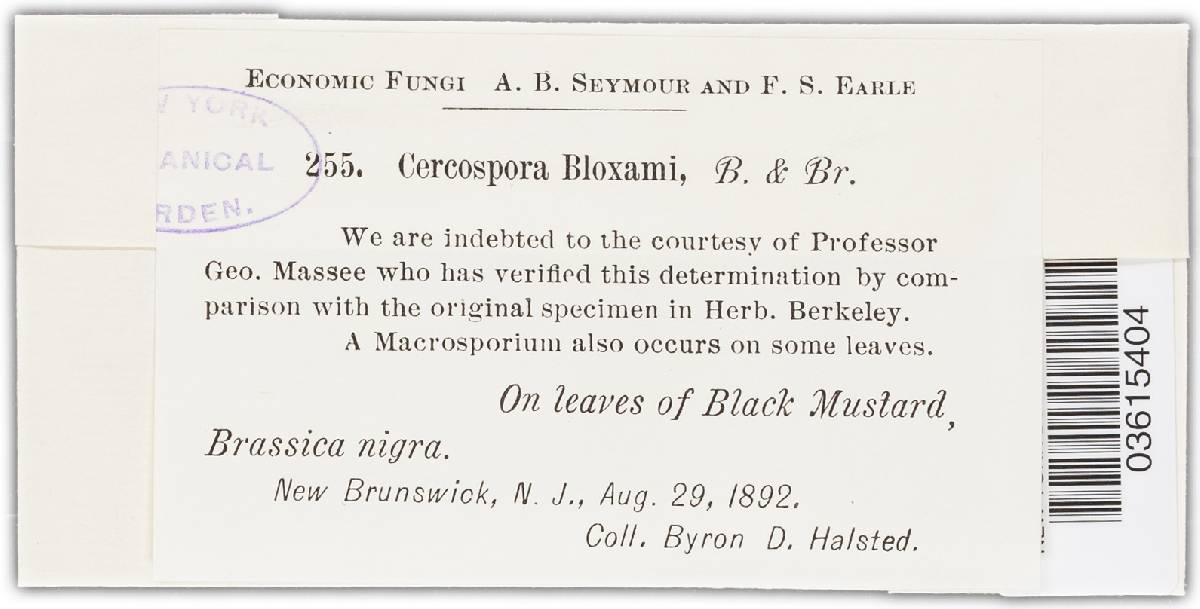 ECONOMIC FUNGI A. B. SEYMOUR AND F. S. EARLE
YORK
ANICAL
RDEN.
255. Cercospora Bloxami, B. & Br.
We are indebted to the courtesy of Professor
Geo. Massee who has verified this determination by com-
parison with the original specimen in Herb. Berkeley.
A Macrosporium also occurs on some leaves.
On leaves of Black Mustard,
Brassica nigra.
New Brunswick, N. J., Aug. 29, 1892.
Coll. Byron D. Halsted.
03615404